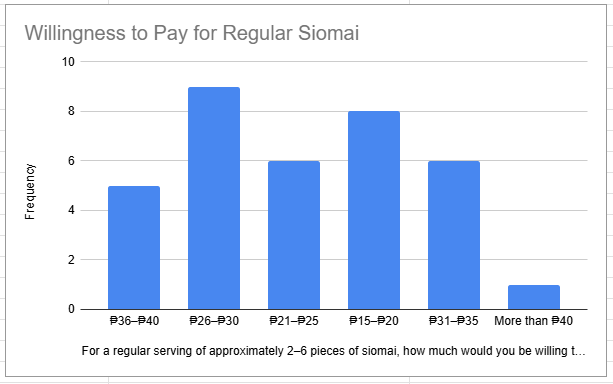 Willingness to Pay for Regular Siomai
Frequency
10
8
6
4
2
0
₱36–₱40
₱26–₱30
₱21–₱25
₱15–₱20
₱31–₱35
More than ₱40
For a regular serving of approximately 2–6 pieces of siomai, how much would you be willing t…